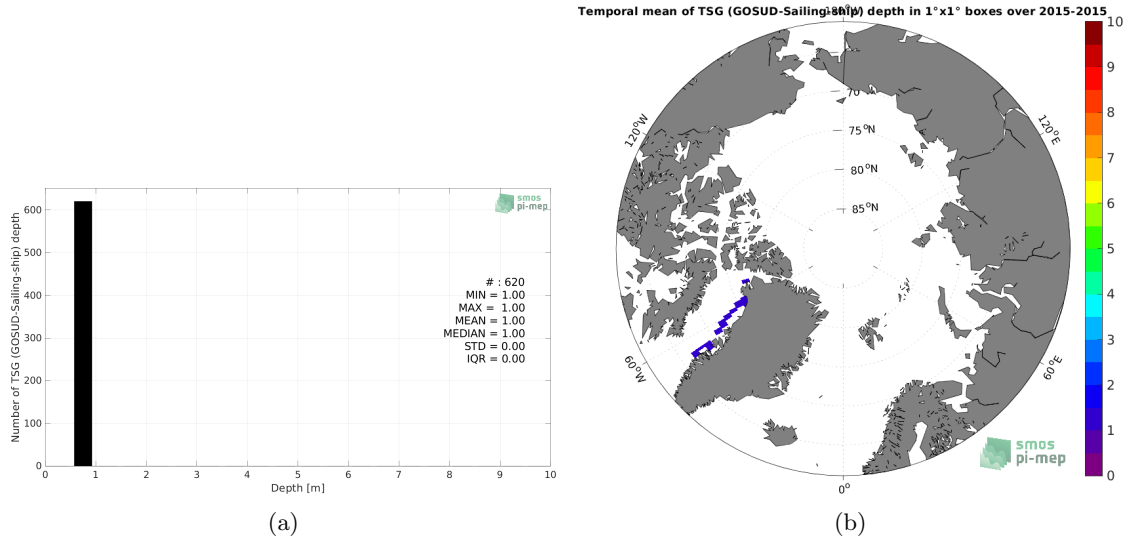 Number of TSG (GOSUD-Sailing-ship) depth
600
500
400
300
200
100
0
0 1 2 3 4 5 6 7 8 9 10
Depth [m]
smos
pi-mep
# : 620
MIN = 1.00
MAX = 1.00
MEAN = 1.00
MEDIAN = 1.00
STD = 0.00
IQR = 0.00
(a)
Temporal mean of TSG (GOSUD-Sailing-ship) depth in 1°x1° boxes over 2015-2015
120°W
120°E
75°N
80°N
85°N
60°W
60°E
0°
smos
pi-mep
10
9
8
7
6
5
4
3
2
1
0
(b)